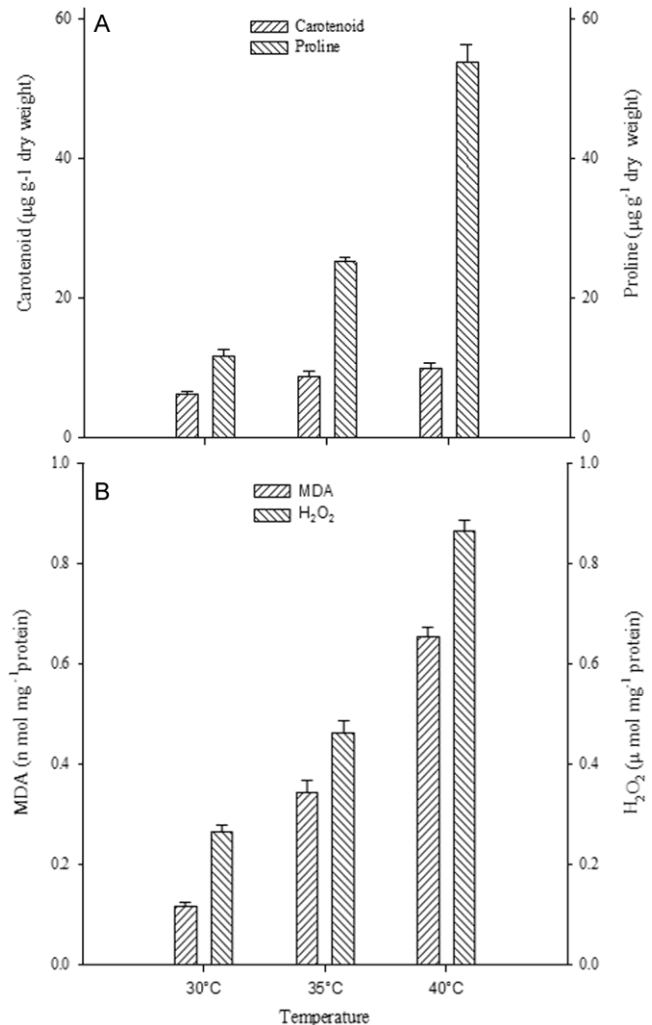 A
Carotenoid
Proline
60
40
20
0
60
40
20
0
Carotenoid (µg g-1 dry weight)
Proline (µg g⁻¹ dry weight)
B
MDA
H₂O₂
1.0
0.8
0.6
0.4
0.2
0.0
1.0
0.8
0.6
0.4
0.2
0.0
MDA (n mol mg⁻¹protein)
H₂O₂ (µ mol mg⁻¹ protein)
30°C 35°C 40°C
Temperature